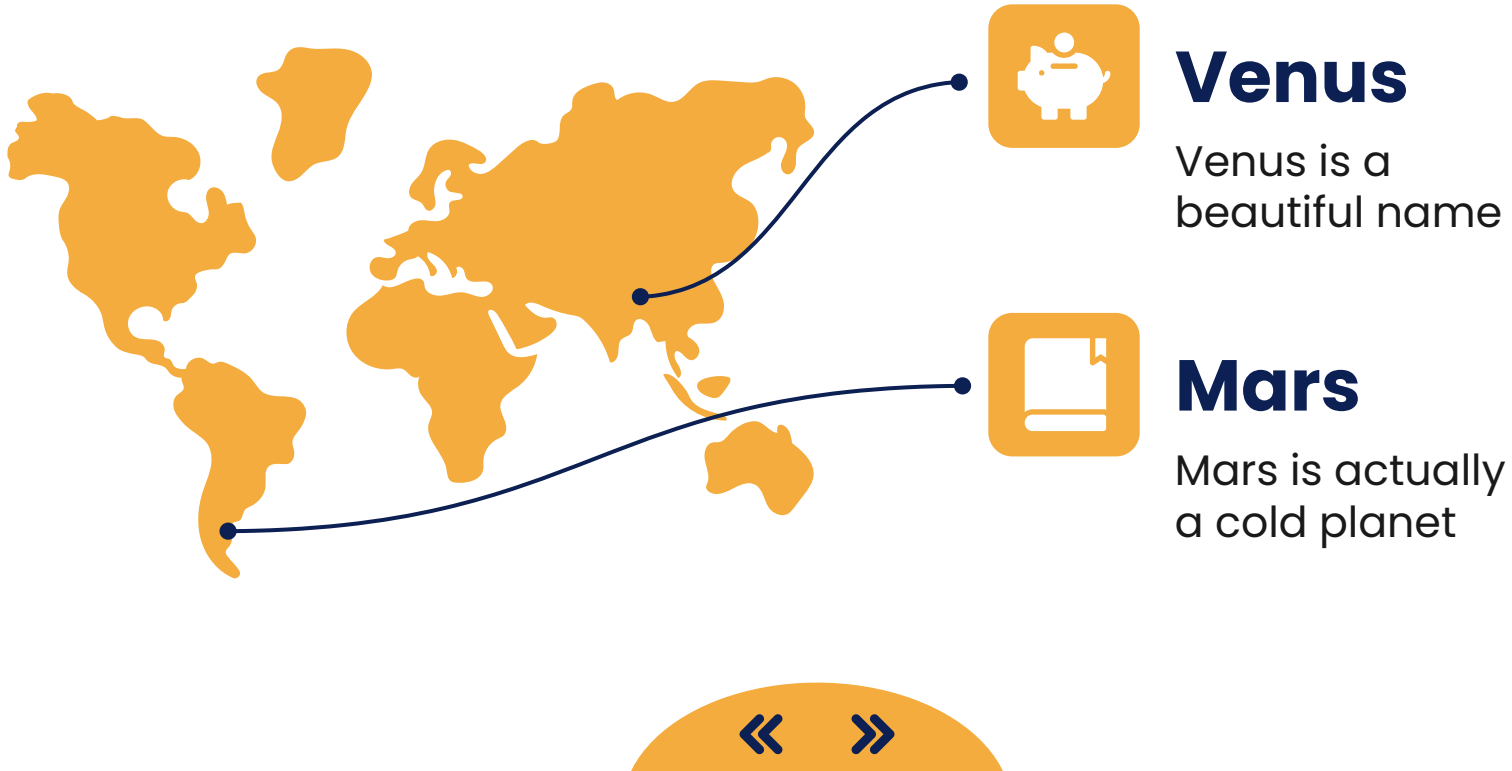 Venus
Venus is a
beautiful name
Mars
Mars is actually
a cold planet